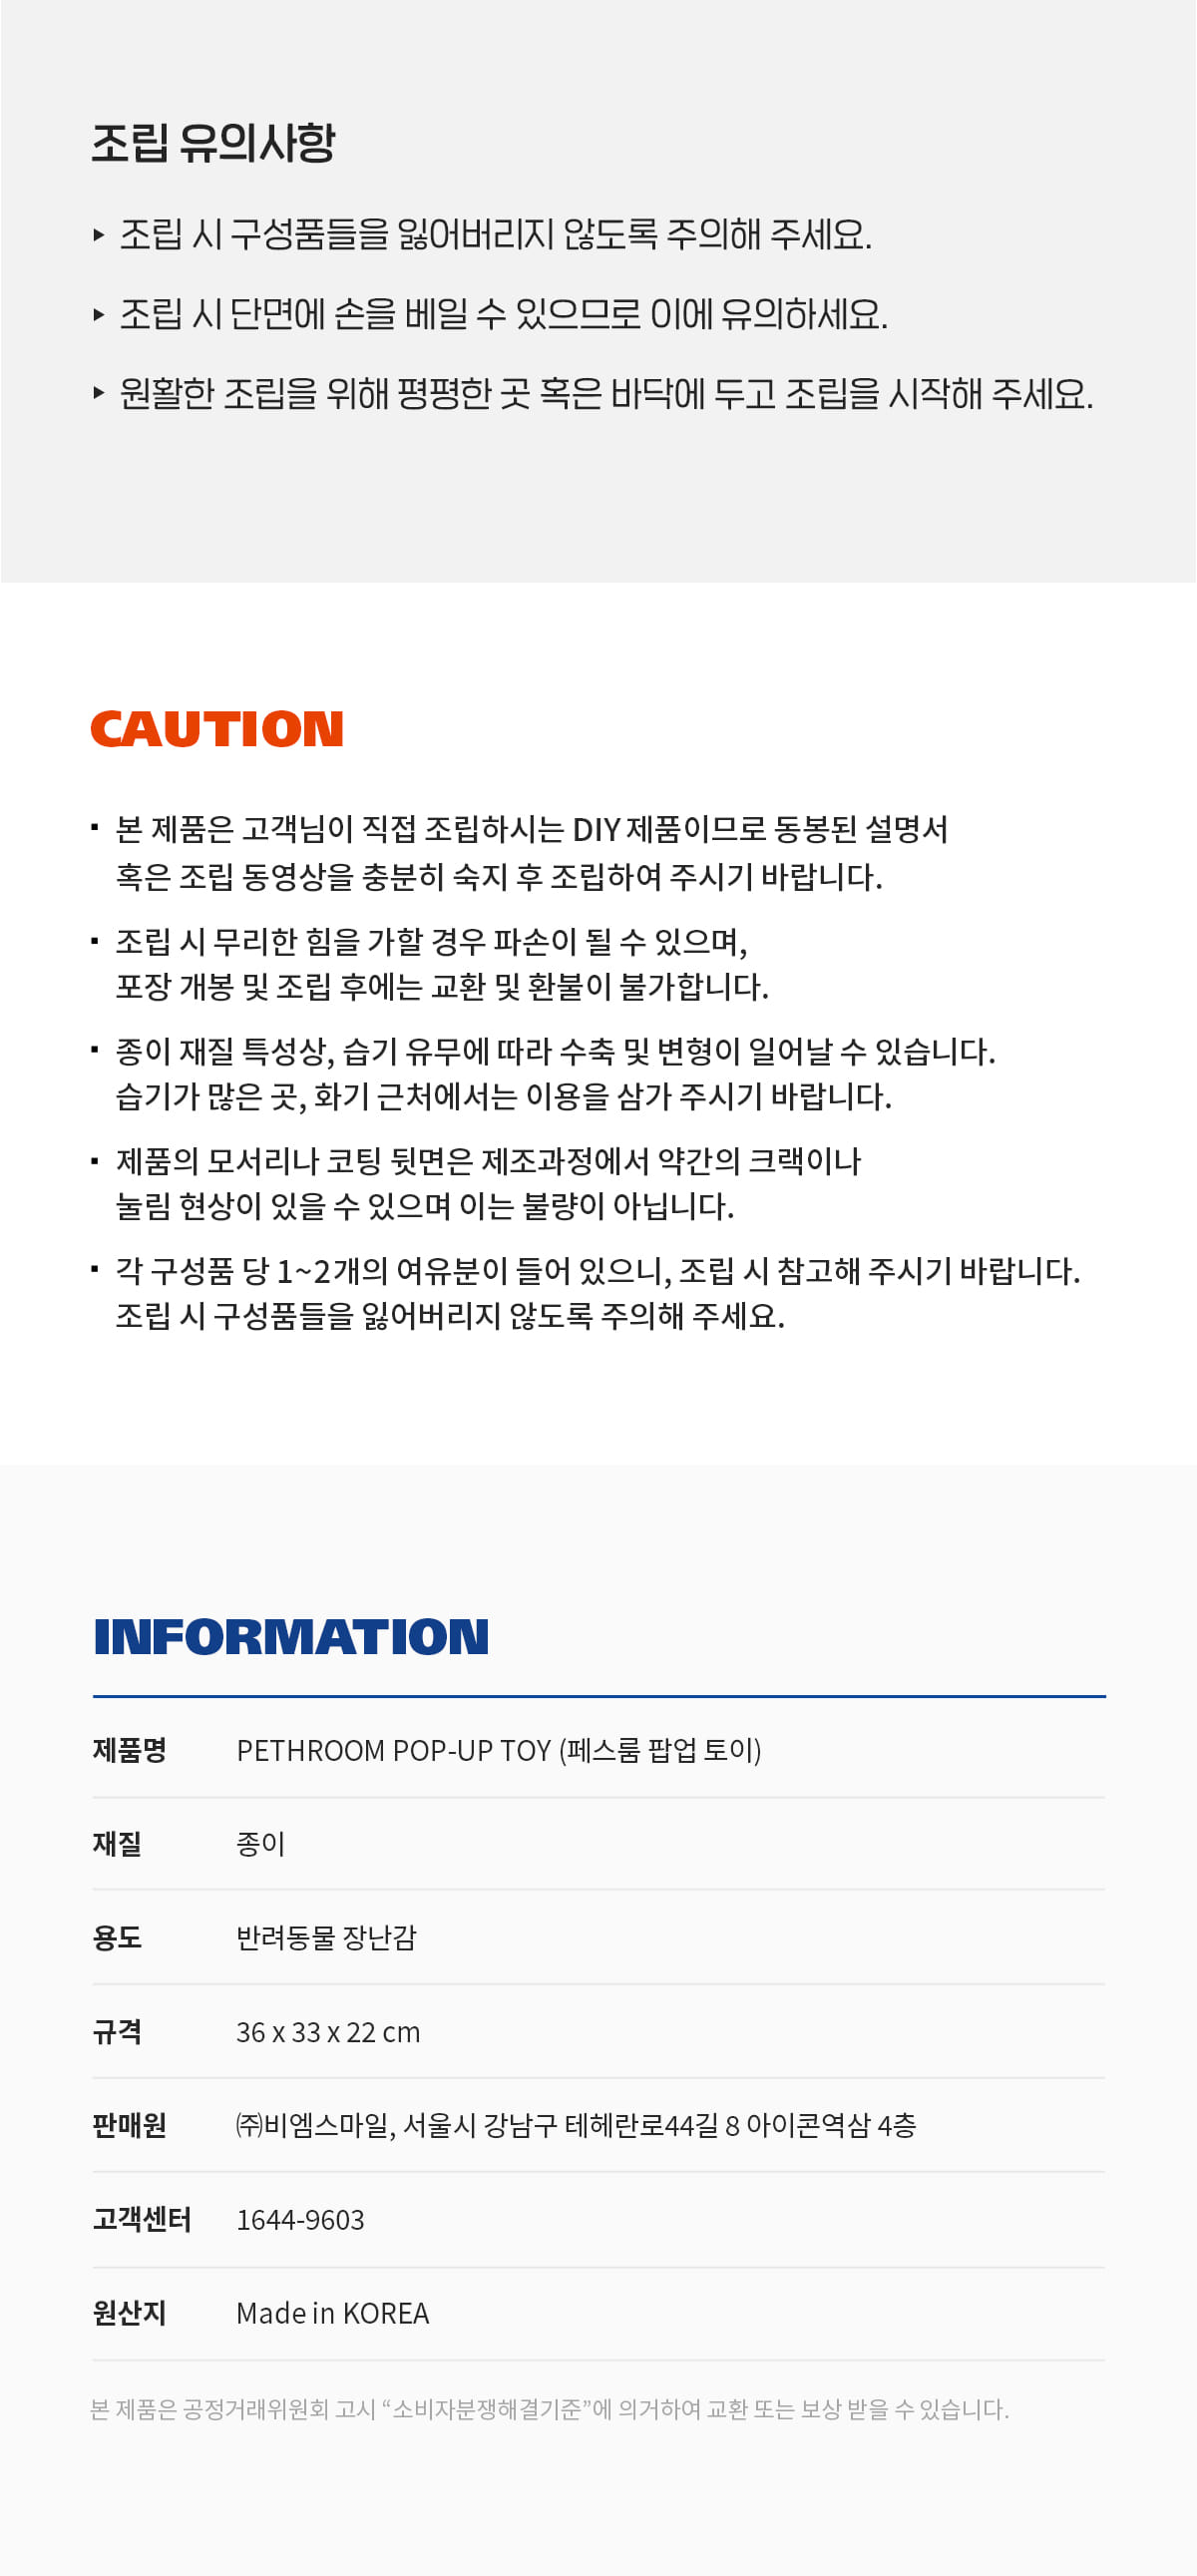 조립 유의사항
▸ 조립 시 구성품들을 잃어버리지 않도록 주의해 주세요.
▸ 조립 시 단면에 손을 베일 수 있으므로 이에 유의하세요.
▸ 원활한 조립을 위해 평평한 곳 혹은 바닥에 두고 조립을 시작해 주세요.
CAUTION
▪ 본 제품은 고객님이 직접 조립하시는 DIY 제품이므로 동봉된 설명서
혹은 조립 동영상을 충분히 숙지 후 조립하여 주시기 바랍니다.
▪ 조립 시 무리한 힘을 가할 경우 파손이 될 수 있으며,
포장 개봉 및 조립 후에는 교환 및 환불이 불가합니다.
▪ 종이 재질 특성상, 습기 유무에 따라 수축 및 변형이 일어날 수 있습니다.
습기가 많은 곳, 화기 근처에서는 이용을 삼가 주시기 바랍니다.
▪ 제품의 모서리나 코팅 뒷면은 제조과정에서 약간의 크랙이나
눌림 현상이 있을 수 있으며 이는 불량이 아닙니다.
▪ 각 구성품 당 1~2개의 여유분이 들어 있으니, 조립 시 참고해 주시기 바랍니다.
조립 시 구성품들을 잃어버리지 않도록 주의해 주세요.
INFORMATION
제품명 PETHROOM POP-UP TOY (페스룸 팝업 토이)
재질 종이
용도 반려동물 장난감
규격 36 x 33 x 22 cm
판매원 ㈜비엠스마일, 서울시 강남구 테헤란로44길 8 아이콘역삼 4층
고객센터 1644-9603
원산지 Made in KOREA
본 제품은 공정거래위원회 고시 “소비자분쟁해결기준”에 의거하여 교환 또는 보상 받을 수 있습니다.